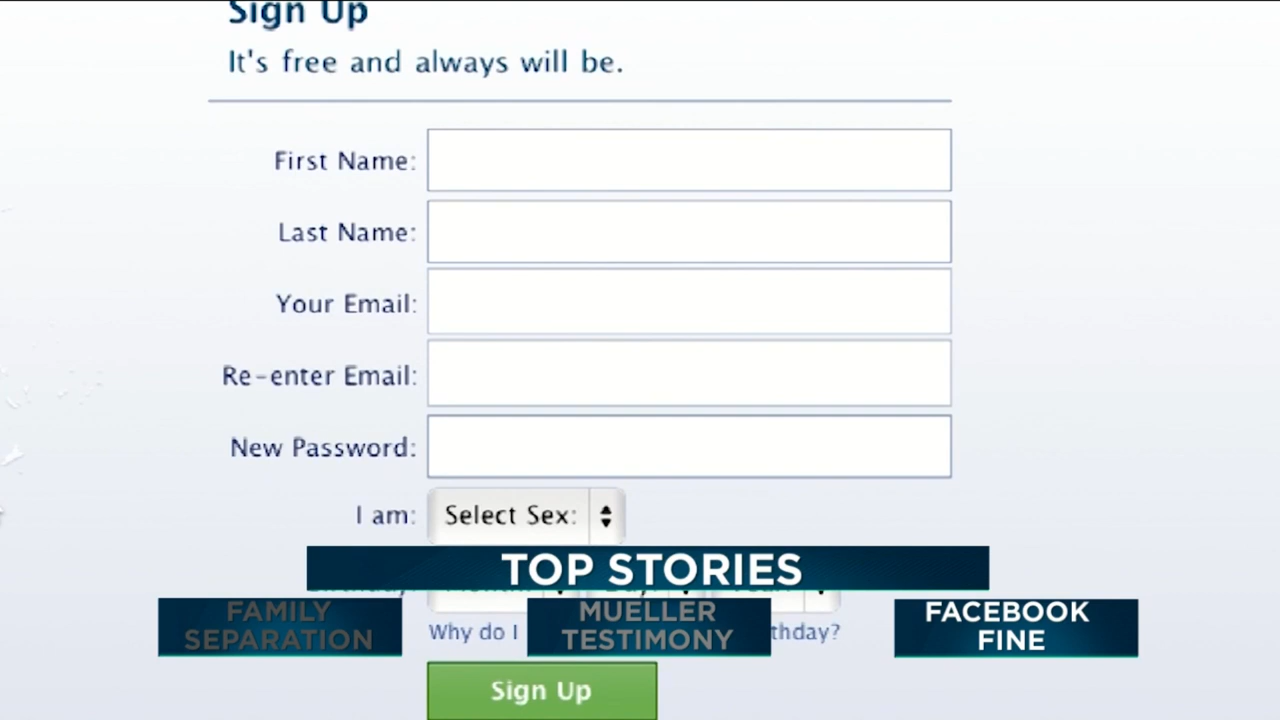 Sign Up
It's free and always will be.
First Name:
Last Name:
Your Email:
Re-enter Email:
New Password:
I am:
Select Sex:
TOP STORIES
FAMILY
SEPARATION
MUELLER
TESTIMONY
FACEBOOK
FINE
Why do I
thday?
Sign Up